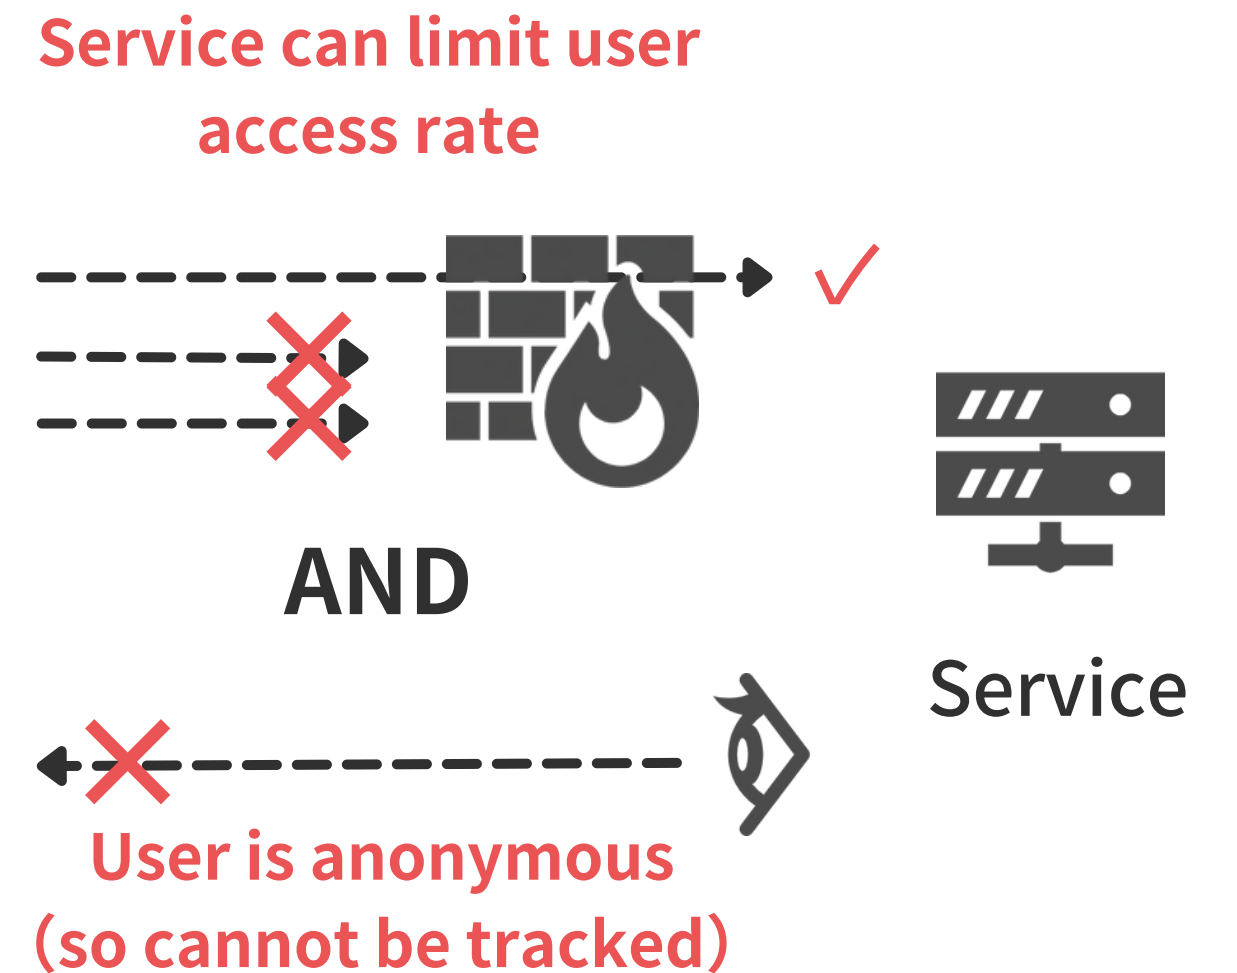 Service can limit user
access rate
AND
Service
User is anonymous
(so cannot be tracked)